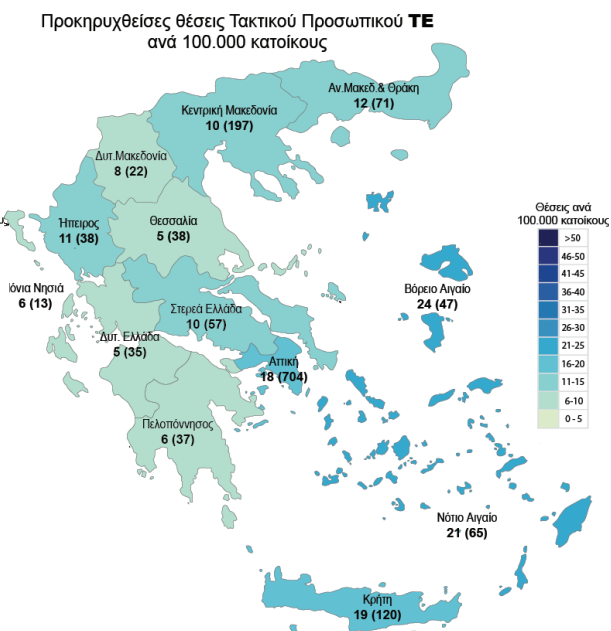 Προκηρυχθείσες θέσεις Τακτικού Προσωπικού ΤΕ
ανά 100.000 κατοίκους
Αν.Μακεδ.& Θράκη
12 (71)
Κεντρική Μακεδονία
10 (197)
Δυτ.Μακεδονία
8 (22)
Ήπειρος
11 (38)
Θεσσαλία
5 (38)
Θέσεις ανά
100.000 κατοίκους
>50
46-50
41-45
36-40
31-35
26-30
21-25
16-20
11-15
6-10
0 - 5
όνια Νησιά
6 (13)
Βόρειο Αιγαίο
24 (47)
Στερεά Ελλάδα
10 (57)
Δυτ. Ελλάδα
5 (35)
Αττική
18 (704)
Πελοπόννησος
6 (37)
Νότιο Αιγαίο
21 (65)
Κρήτη
19 (120)